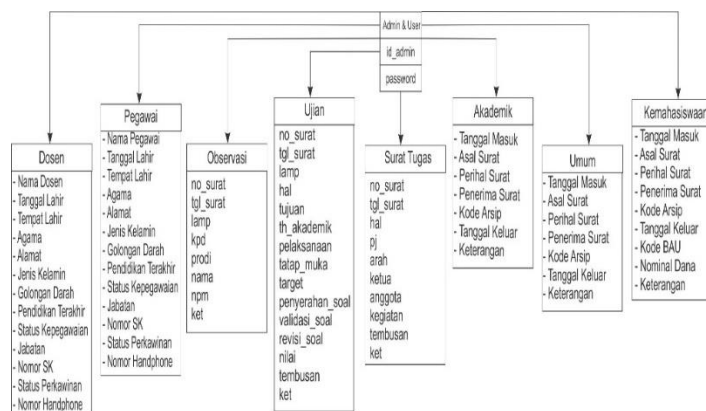 Admin & User
id_admin
password
Dosen
- Nama Dosen
- Tanggal Lahir
- Tempat Lahir
- Agama
- Alamat
- Jenis Kelamin
- Golongan Darah
- Pendidikan Terakhir
- Status Kepegawaian
- Jabatan
- Nomor SK
- Status Perkawinan
- Nomor Handphone
Pegawai
- Nama Pegawai
- Tanggal Lahir
- Tempat Lahir
- Agama
- Alamat
- Jenis Kelamin
- Golongan Darah
- Pendidikan Terakhir
- Status Kepegawaian
- Jabatan
- Nomor SK
- Status Perkawinan
- Nomor Handphone
Observasi
no_surat
tgl_surat
lamp
kpd
prodi
nama
npm
ket
Ujian
no_surat
tgl_surat
lamp
hal
tujuan
th_akademik
pelaksanaan
tatap_muka
target
penyerahan_soal
validasi_soal
revisi_soal
nilai
tembusan
ket
Surat Tugas
no_surat
tgl_surat
hal
pj
arah
ketua
anggota
kegiatan
tembusan
ket
Akademik
- Tanggal Masuk
- Asal Surat
- Perihal Surat
- Penerima Surat
- Kode Arsip
- Tanggal Keluar
- Keterangan
Umum
- Tanggal Masuk
- Asal Surat
- Perihal Surat
- Penerima Surat
- Kode Arsip
- Tanggal Keluar
- Keterangan
Kemahasiswaan
- Tanggal Masuk
- Asal Surat
- Perihal Surat
- Penerima Surat
- Kode Arsip
- Tanggal Keluar
- Kode BAU
- Nominal Dana
- Keterangan